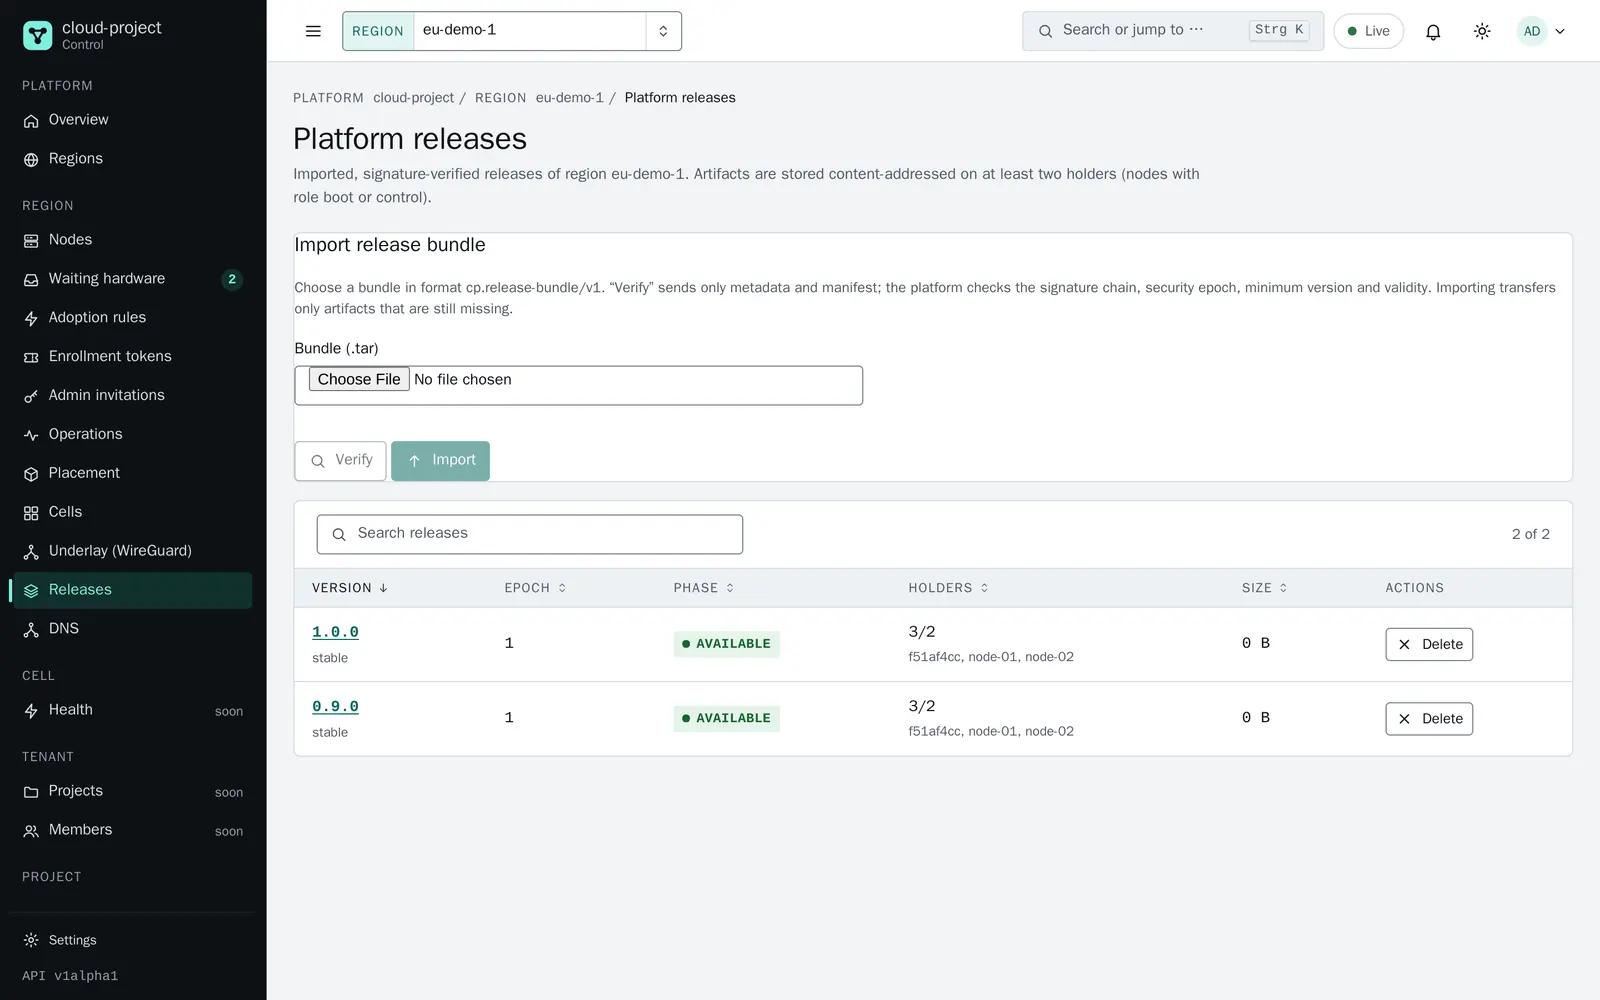 cloud-project
Control
PLATFORM
Overview
Regions
REGION
Nodes
Waiting hardware 2
Adoption rules
Enrollment tokens
Admin invitations
Operations
Placement
Cells
Underlay (WireGuard)
Releases
DNS
CELL
Health soon
TENANT
Projects soon
Members soon
PROJECT
Settings
API v1alpha1
REGION eu-demo-1
Search or jump to ··· Strg K
Live
AD
PLATFORM cloud-project / REGION eu-demo-1 / Platform releases
Platform releases
Imported, signature-verified releases of region eu-demo-1. Artifacts are stored content-addressed on at least two holders (nodes with
role boot or control).
Import release bundle
Choose a bundle in format cp.release-bundle/v1. “Verify” sends only metadata and manifest; the platform checks the signature chain, security epoch, minimum version and validity. Importing transfers
only artifacts that are still missing.
Bundle (.tar)
Choose File No file chosen
Verify Import
Search releases 2 of 2
VERSION EPOCH PHASE HOLDERS SIZE ACTIONS
1.0.0 1 AVAILABLE 3/2 0 B Delete
stable f51af4cc, node-01, node-02
0.9.0 1 AVAILABLE 3/2 0 B Delete
stable f51af4cc, node-01, node-02